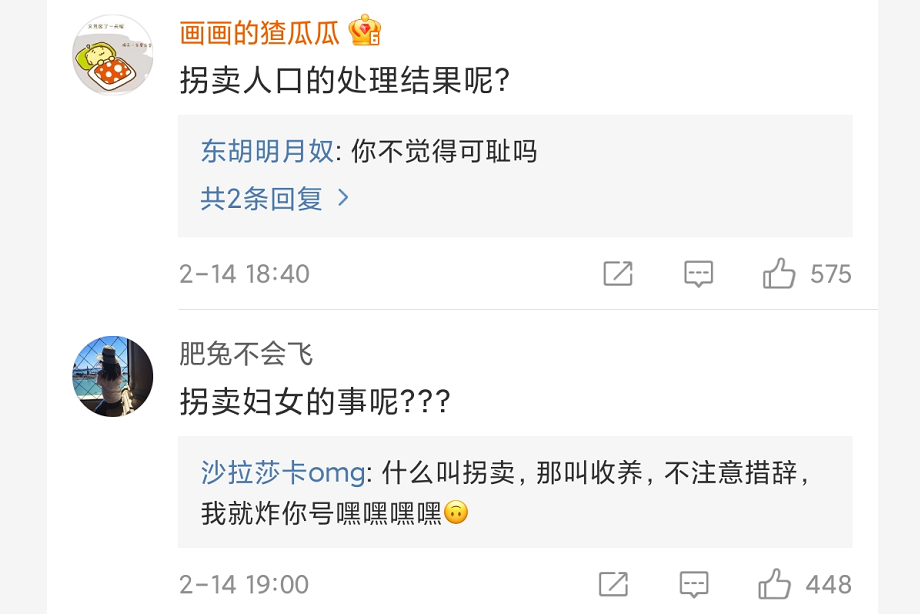 画画的猹瓜瓜
拐卖人口的处理结果呢?
东胡明月奴: 你不觉得可耻吗
共2条回复 >
2-14 18:40
575
肥兔不会飞
拐卖妇女的事呢???
沙拉莎卡omg: 什么叫拐卖, 那叫收养, 不注意措辞,
我就炸你号嘿嘿嘿嘿🙃
2-14 19:00
448